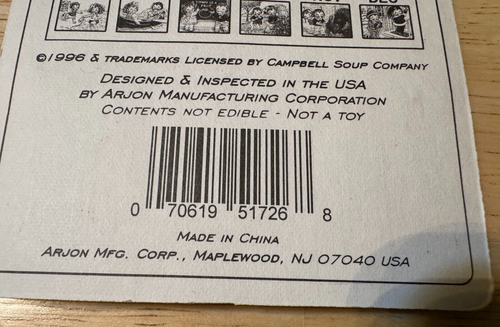 DEC
©1996 & TRADEMARKS LICENSED BY CAMPBELL SOUP COMPANY
DESIGNED & INSPECTED IN THE USA
BY ARJON MANUFACTURING CORPORATION
CONTENTS NOT EDIBLE - NOT A TOY
0 70619 51726 8
MADE IN CHINA
ARJON MFG. CORP., MAPLEWOOD, NJ 07040 USA